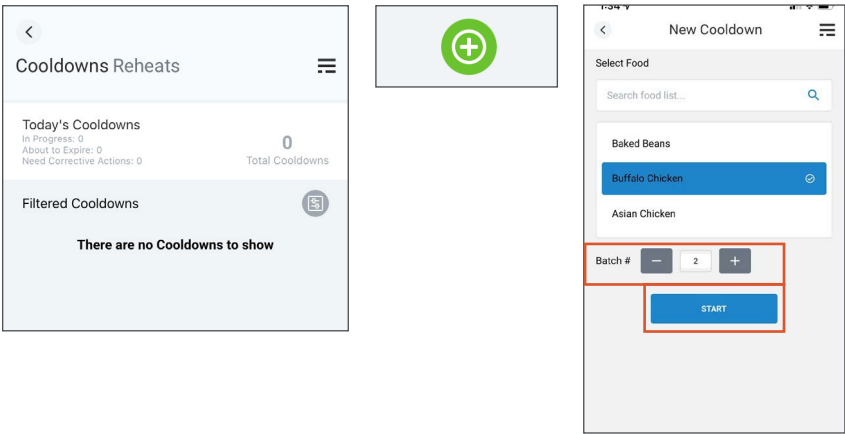 Cooldowns Reheats
Today's Cooldowns
In Progress: 0
About to Expire: 0
Need Corrective Actions: 0
0
Total Cooldowns
Filtered Cooldowns
There are no Cooldowns to show
1:34
New Cooldown
Select Food
Search food list...
Baked Beans
Buffalo Chicken
Asian Chicken
Batch #
2
START